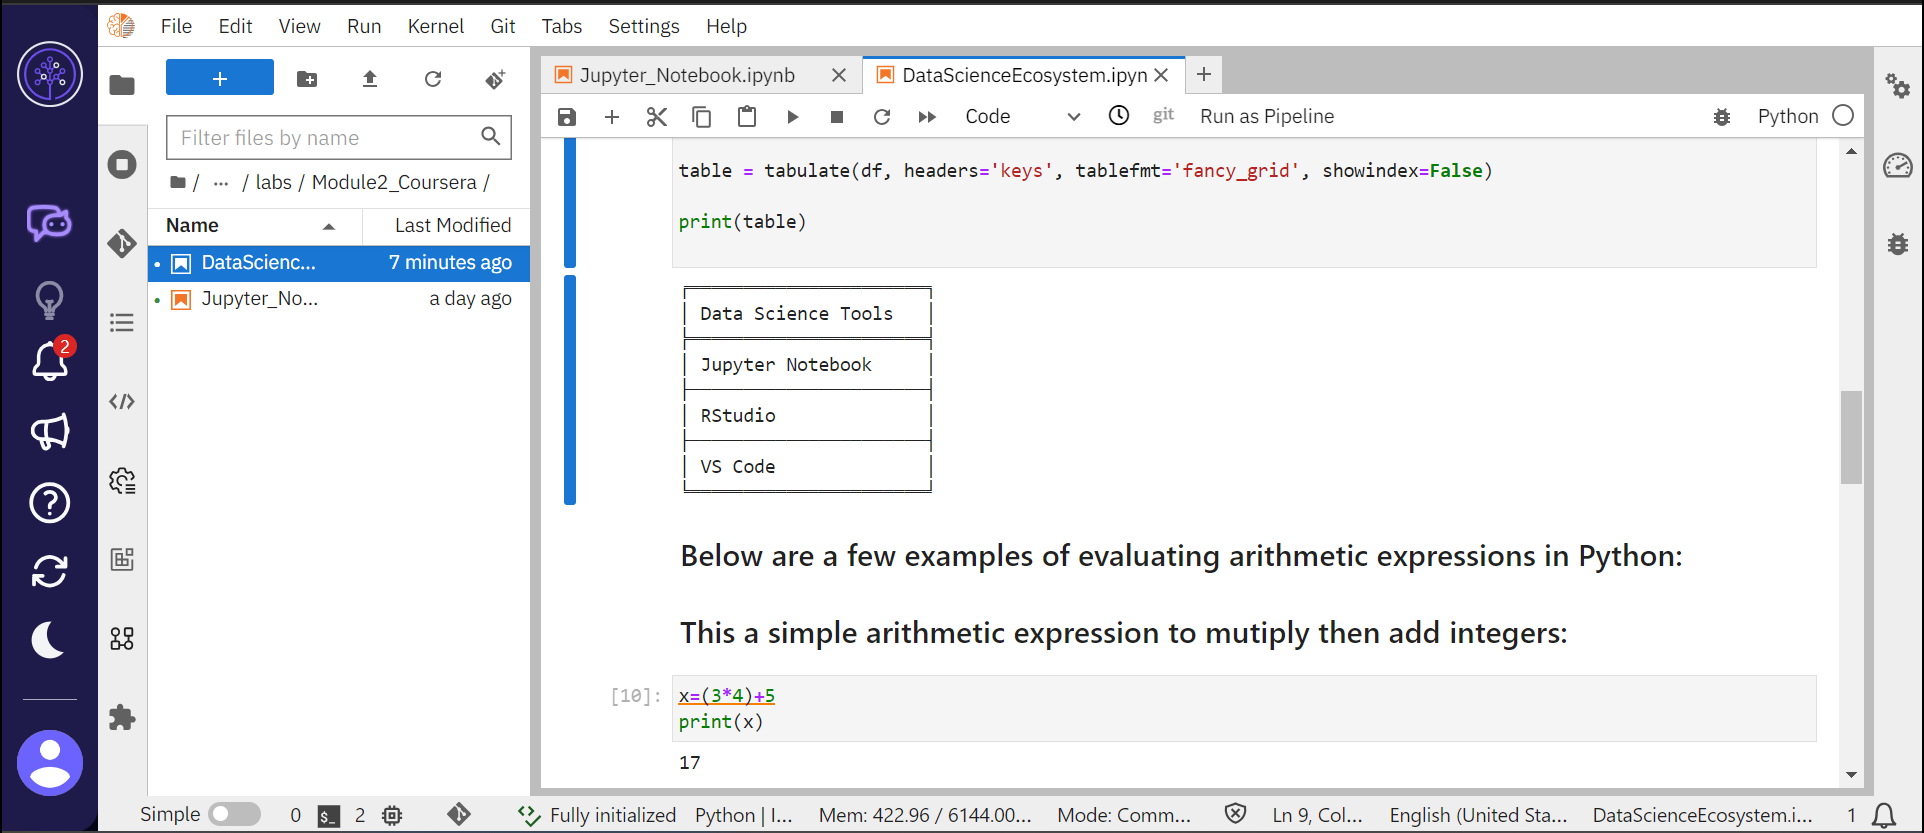 File Edit View Run Kernel Git Tabs Settings Help
+
Filter files by name
/ ... / labs / Module2_Coursera /
Name Last Modified
DataScienc... 7 minutes ago
Jupyter_No... a day ago
2
Jupyter_Notebook.ipynb
DataScienceEcosystem.ipyn
Code git Run as Pipeline Python
table = tabulate(df, headers='keys', tablefmt='fancy_grid', showindex=False)
print(table)
Data Science Tools
Jupyter Notebook
RStudio
VS Code
Below are a few examples of evaluating arithmetic expressions in Python:
This a simple arithmetic expression to mutiply then add integers:
[10]: x=(3*4)+5
print(x)
17
Simple 0 $_ 2 Fully initialized Python | I... Mem: 422.96 / 6144.00... Mode: Comm... Ln 9, Col... English (United Sta... DataScienceEcosystem.i... 1